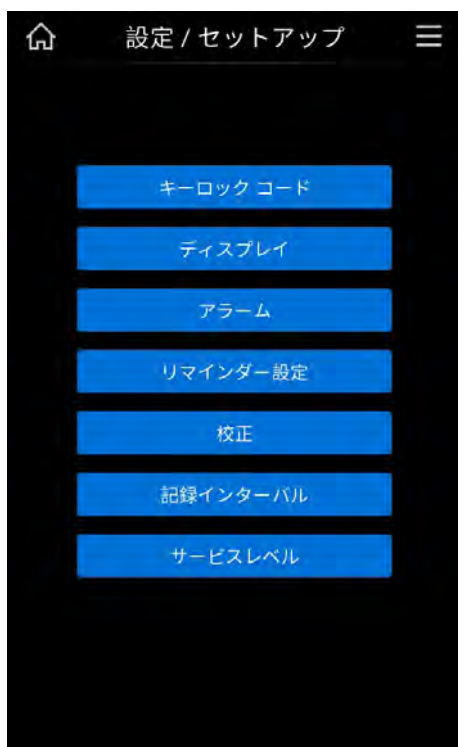 設定 / セットアップ
キーロック コード
ディスプレイ
アラーム
リマインダー設定
校正
記録インターバル
サービスレベル